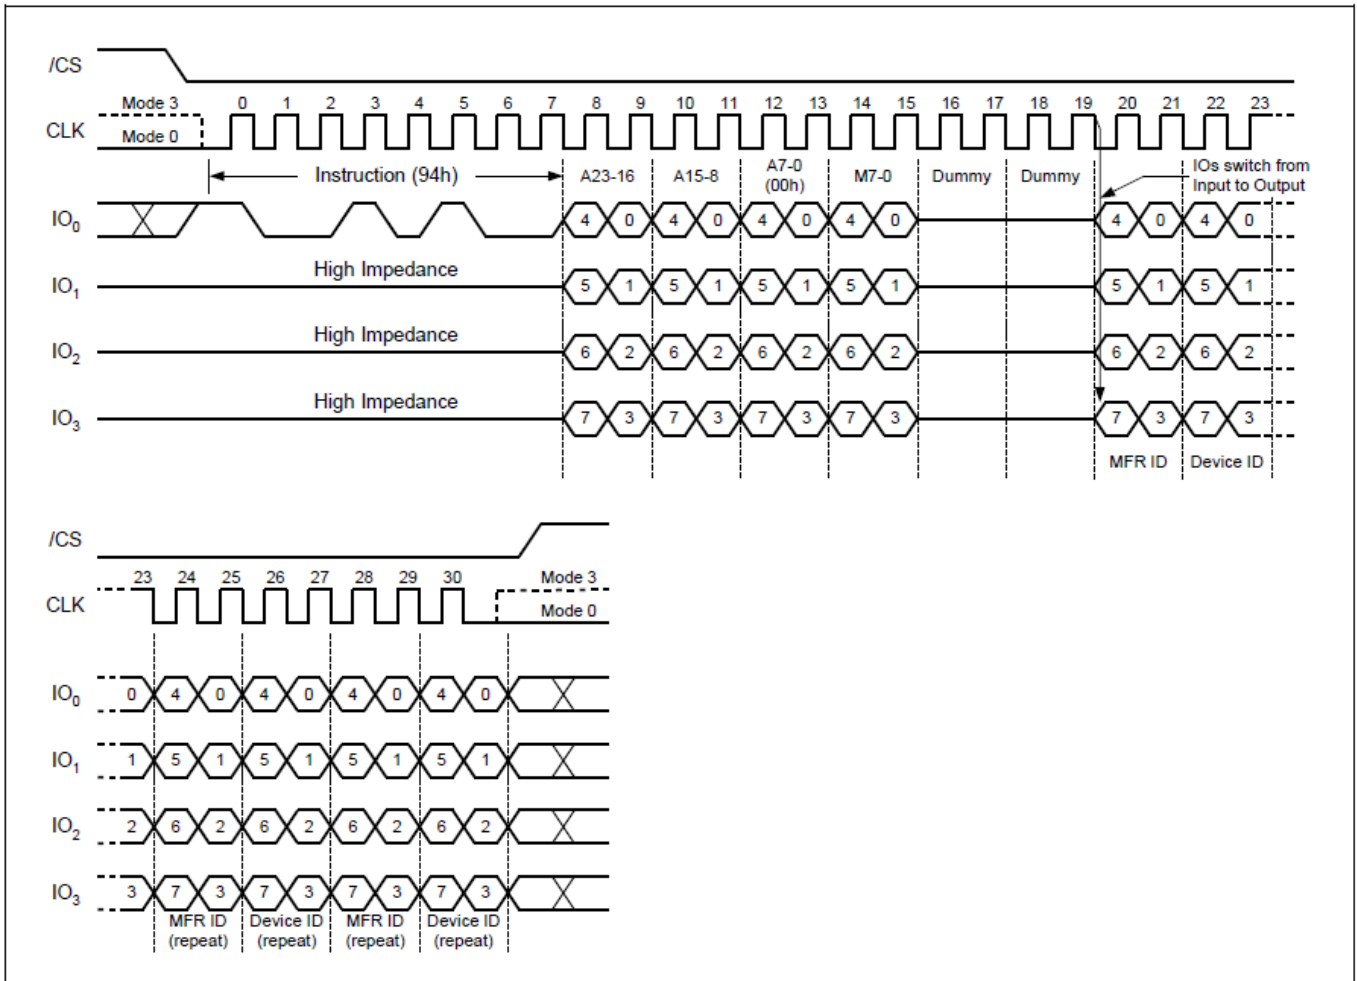 /CS
Mode 3 0 1 2 3 4 5 6 7 8 9 10 11 12 13 14 15 16 17 18 19 20 21 22 23
CLK
Mode 0
Instruction (94h) A23-16 A15-8 A7-0 (00h) M7-0 Dummy Dummy IOs switch from Input to Output
IO0 4 0 4 0 4 0 4 0 4 0 4 0
High Impedance
IO1 5 1 5 1 5 1 5 1 5 1 5 1
High Impedance
IO2 6 2 6 2 6 2 6 2 6 2 6 2
High Impedance
IO3 7 3 7 3 7 3 7 3 7 3 7 3
MFR ID Device ID
/CS
23 24 25 26 27 28 29 30 Mode 3
CLK
Mode 0
IO0 0 4 0 4 0 4 0 4 0
IO1 1 5 1 5 1 5 1 5 1
IO2 2 6 2 6 2 6 2 6 2
IO3 3 7 3 7 3 7 3 7 3
MFR ID Device ID MFR ID Device ID
(repeat) (repeat) (repeat) (repeat)